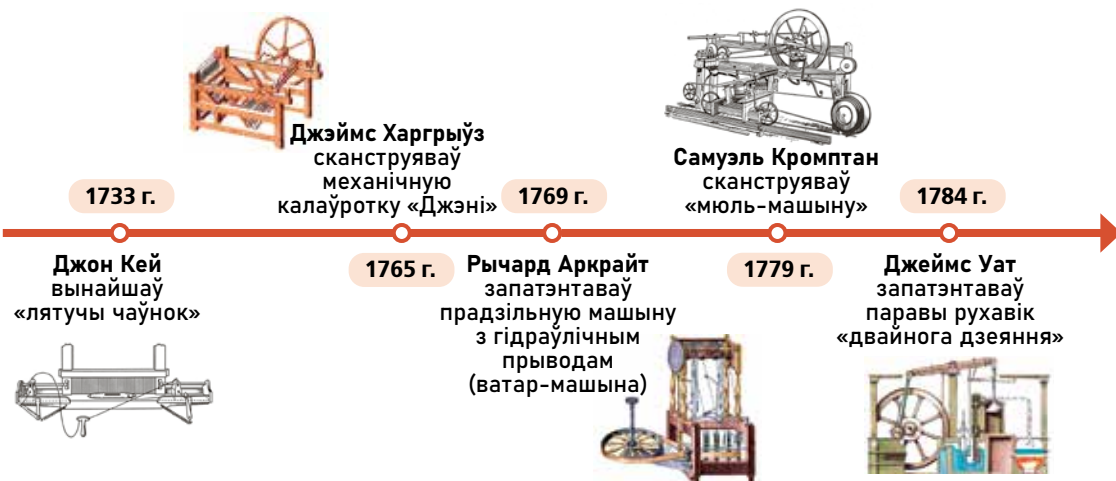 1733 г.
Джон Кей
вынайшаў
«лятучы чаўнок»
Джэймс Харгрыўз
сканструяваў
механічную
калаўротку «Джэні»
1765 г.
1769 г.
Рычард Аркрайт
запатэнтаваў
прадзільную машыну
з гідраўлічным
прыводам
(ватар-машына)
Самуэль Кромптан
сканструяваў
«мюль-машыну»
1779 г.
1784 г.
Джеймс Уат
запатэнтаваў
паравы рухавік
«двайнога дзеяння»